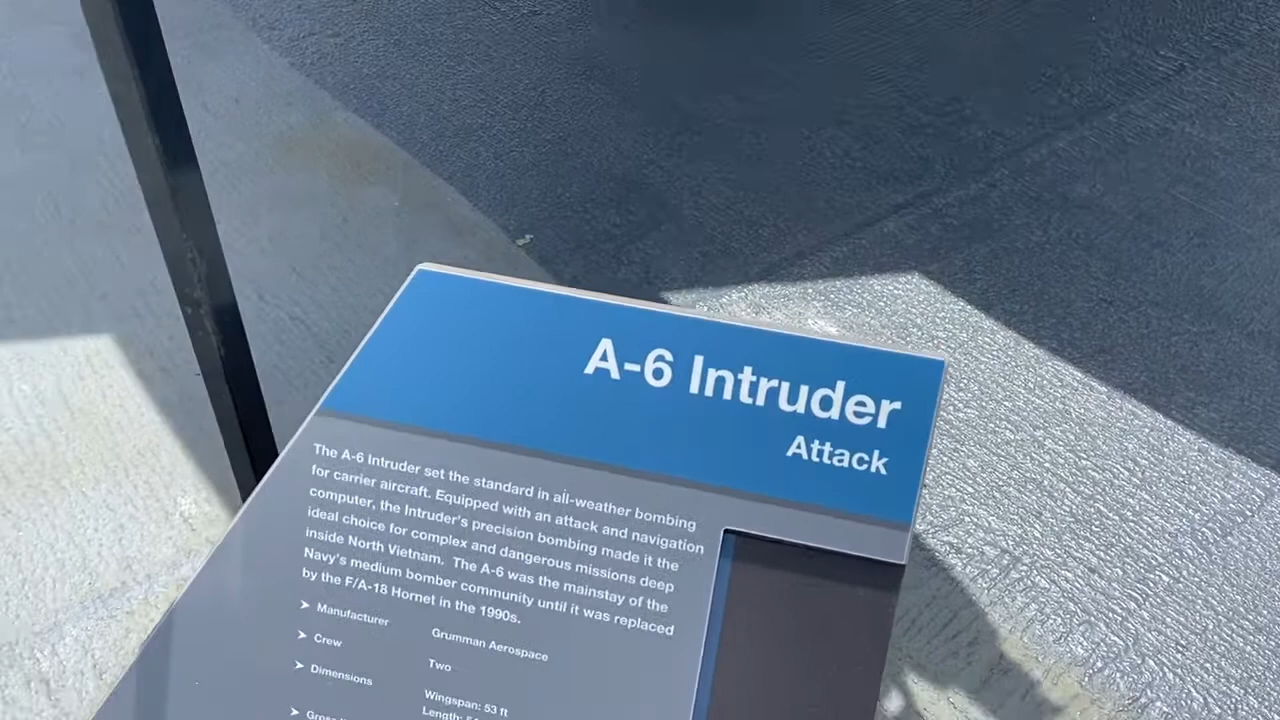 A-6 Intruder
Attack
The A-6 Intruder set the standard in all-weather bombing
for carrier aircraft. Equipped with an attack and navigation
computer, the Intruder's precision bombing made it the
ideal choice for complex and dangerous missions deep
inside North Vietnam. The A-6 was the mainstay of the
Navy's medium bomber community until it was replaced
by the F/A-18 Hornet in the 1990s.
➤ Manufacturer Grumman Aerospace
➤ Crew Two
➤ Dimensions Wingspan: 53 ft
Length:
➤